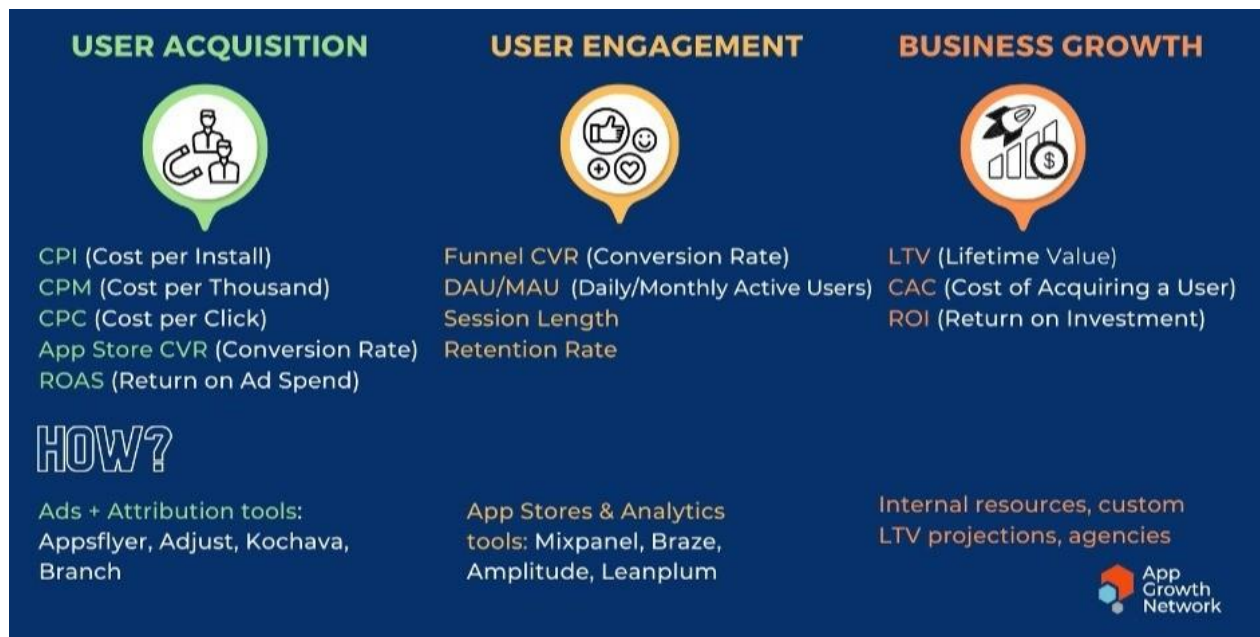 USER ACQUISITION
CPI (Cost per Install)
CPM (Cost per Thousand)
CPC (Cost per Click)
App Store CVR (Conversion Rate)
ROAS (Return on Ad Spend)
USER ENGAGEMENT
Funnel CVR (Conversion Rate)
DAU/MAU (Daily/Monthly Active Users)
Session Length
Retention Rate
BUSINESS GROWTH
$
LTV (Lifetime Value)
CAC (Cost of Acquiring a User)
ROI (Return on Investment)
HOW?
Ads + Attribution tools:
Appsflyer, Adjust, Kochava,
Branch
App Stores & Analytics
tools: Mixpanel, Braze,
Amplitude, Leanplum
Internal resources, custom
LTV projections, agencies
App
Growth
Network